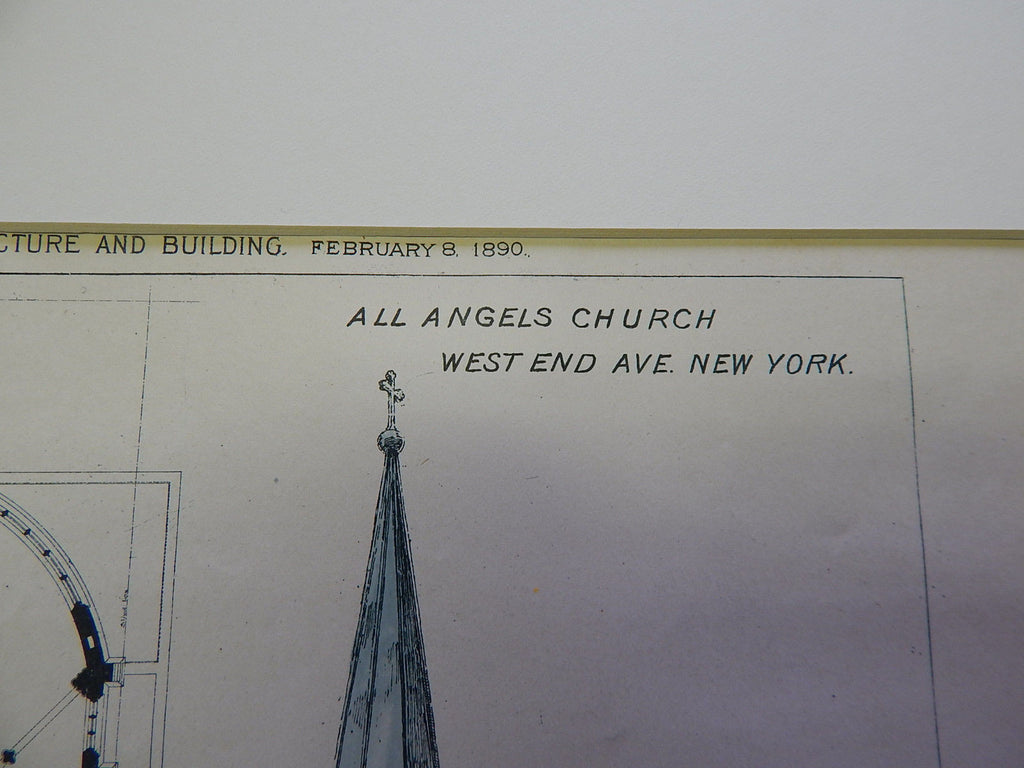 CTURE AND BUILDING. FEBRUARY 8, 1890.
ALL ANGELS CHURCH
WEST END AVE. NEW YORK.